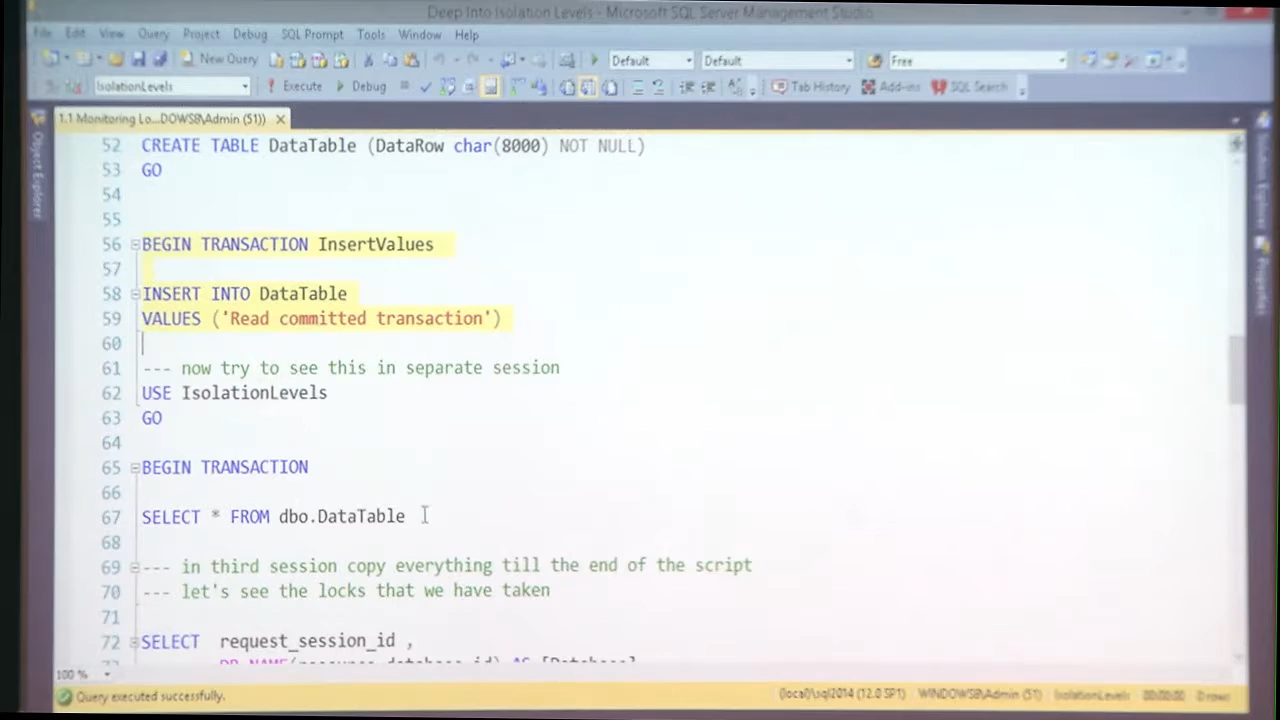 Deep Into Isolation Levels - Microsoft SQL Server Management Studio
File Edit View Query Project Debug SQL Prompt Tools Window Help
New Query Default Default Free
IsolationLevels Execute Debug Tab History Add-ins SQL Search
1.1 Monitoring Lo...DOWS8\Admin (51))
Object Explorer
Solution Explorer
Properties
52 CREATE TABLE DataTable (DataRow char(8000) NOT NULL)
53 GO
54
55
56 BEGIN TRANSACTION InsertValues
57
58 INSERT INTO DataTable
59 VALUES ('Read committed transaction')
60
61 --- now try to see this in separate session
62 USE IsolationLevels
63 GO
64
65 BEGIN TRANSACTION
66
67 SELECT * FROM dbo.DataTable
68
69 --- in third session copy everything till the end of the script
70 --- let's see the locks that we have taken
71
72 SELECT request_session_id ,
100 %
Query executed successfully. (local)\sql2014 (12.0 SP1) WINDOWS8\Admin (51) IsolationLevels 00:00:00 0 rows